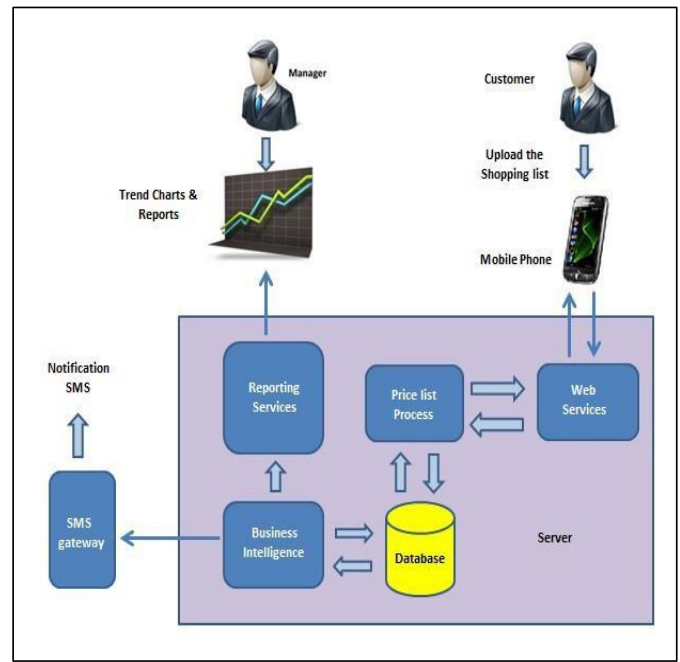 Manager
Customer
Upload the
Shopping list
Trend Charts &
Reports
Mobile Phone
Notification
SMS
Reporting
Services
Price list
Process
Web
Services
SMS
gateway
Business
Intelligence
Database
Server